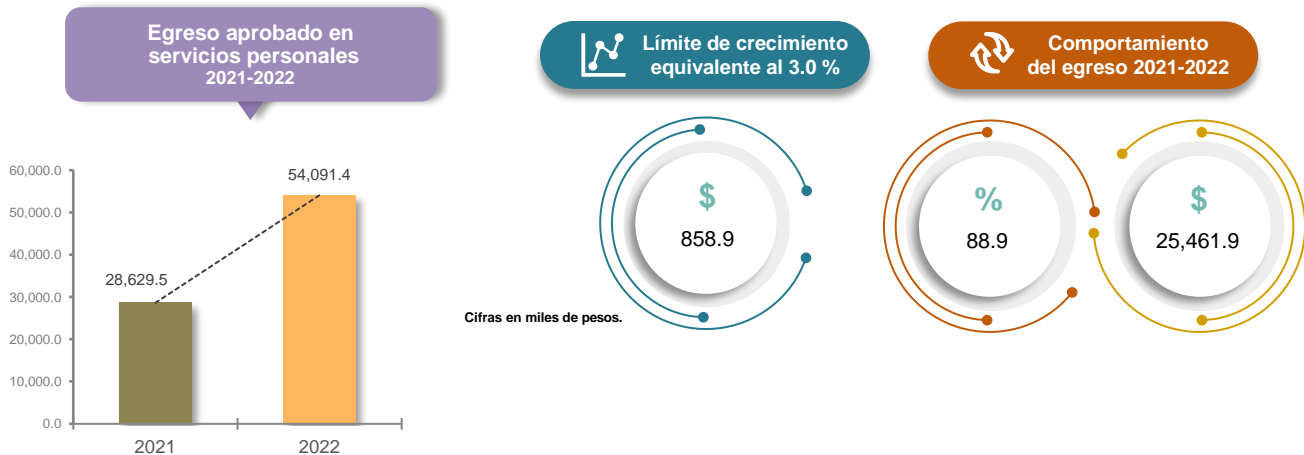 Egreso aprobado en
servicios personales
2021-2022
Límite de crecimiento
equivalente al 3.0 %
Comportamiento
del egreso 2021-2022
60,000.0
50,000.0
40,000.0
30,000.0
20,000.0
10,000.0
0.0
28,629.5
54,091.4
2021
2022
$
858.9
%
88.9
$
25,461.9
Cifras en miles de pesos.